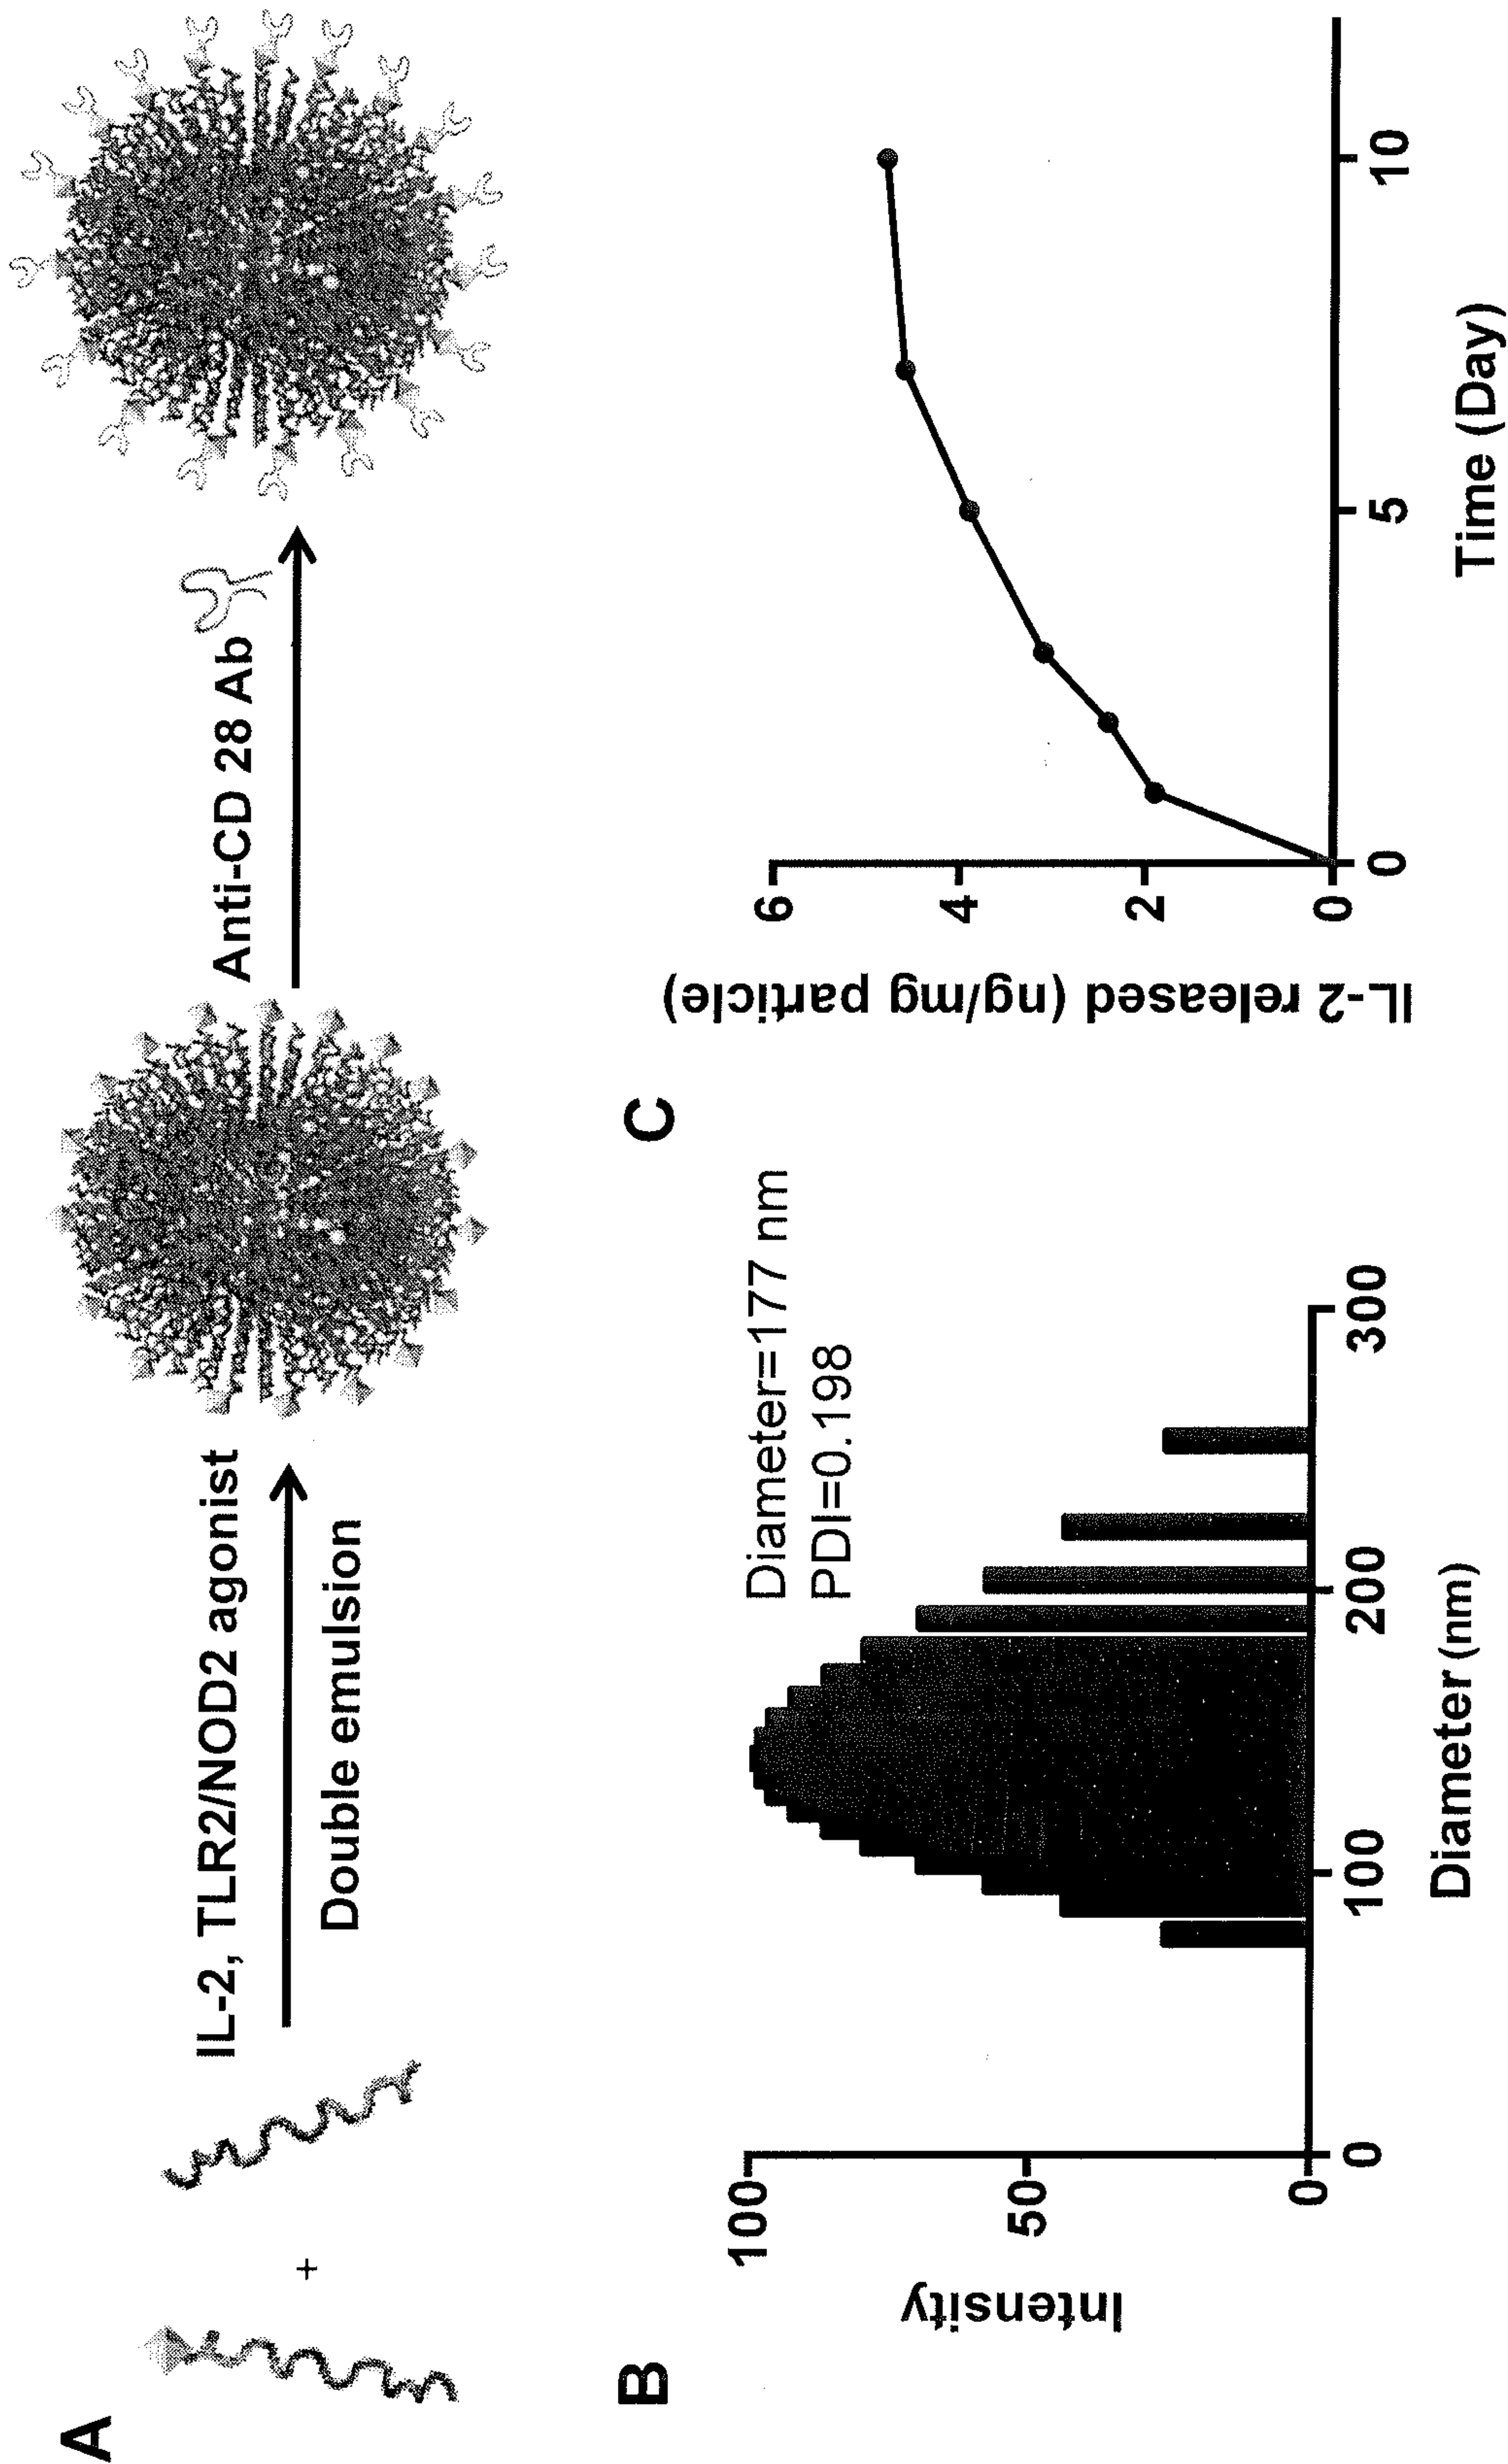 A
+
IL-2, TLR2/NOD2 agonist
Double emulsion
Anti-CD 28 Ab
B
Intensity
100
50
0
0
100
200
300
Diameter (nm)
Diameter=177 nm
PDI=0.198
C
IL-2 released (ng/mg particle)
6
4
2
0
0
5
10
Time (Day)